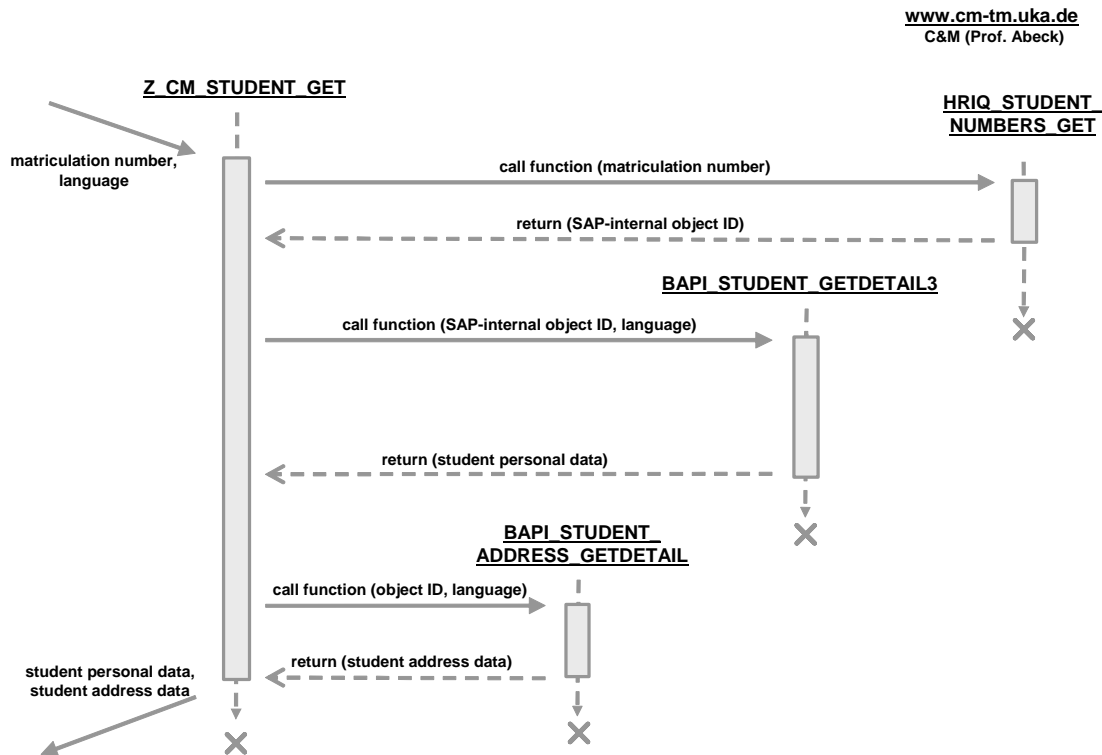 www.cm-tm.uka.de
C&M (Prof. Abeck)
Z_CM_STUDENT_GET
HRIQ_STUDENT_
NUMBERS_GET
matriculation number,
language
call function (matriculation number)
return (SAP-internal object ID)
BAPI_STUDENT_GETDETAIL3
call function (SAP-internal object ID, language)
return (student personal data)
BAPI_STUDENT_
ADDRESS_GETDETAIL
call function (object ID, language)
return (student address data)
student personal data,
student address data